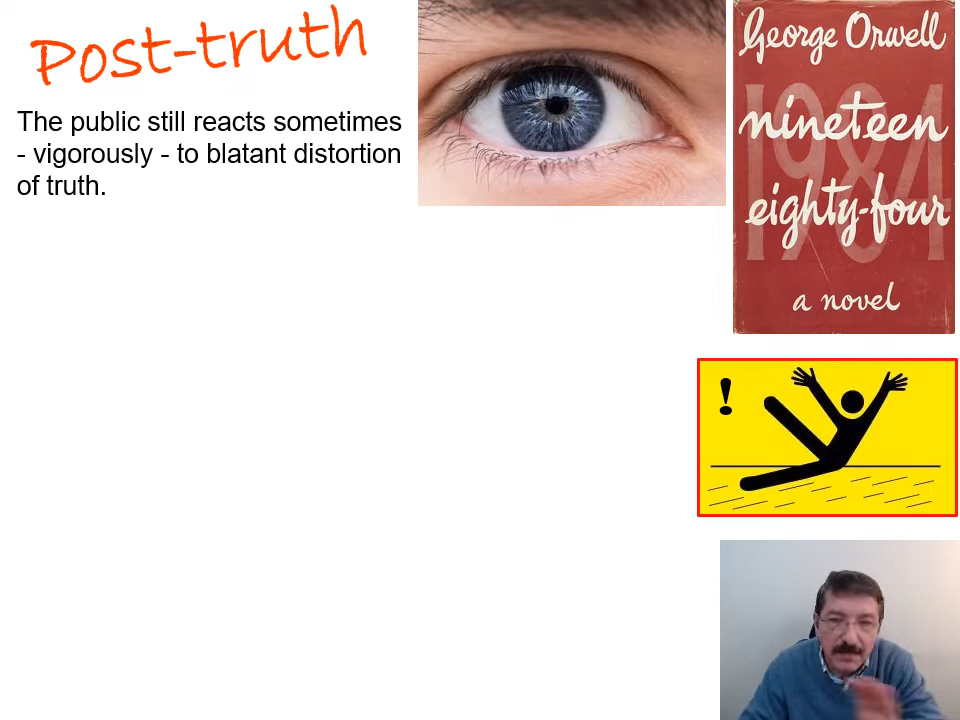 Post-truth
The public still reacts sometimes
- vigorously - to blatant distortion
of truth.
George Orwell
1984
nineteen
eighty-four
a novel
!